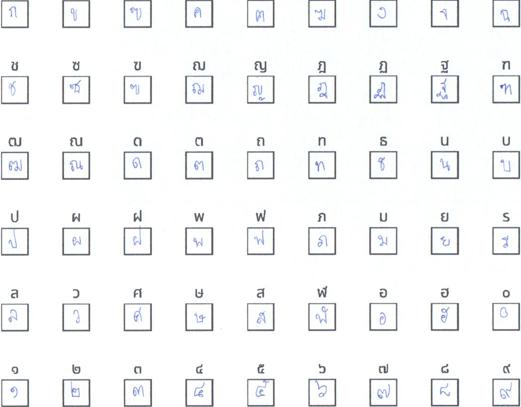 ก ข ฃ ค ฅ ฆ ง จ ฉ
ช ซ ฃ ฌ ญ ฎ ฏ ฐ ฑ
ช ซ ฃ ฌ ญ ฎ ฏ ฐ ฑ
ฒ ณ ด ต ถ ท ธ น บ
ฒ ณ ด ต ถ ท ธ น บ
ป ผ ฝ พ ฟ ภ ม ย ร
ป ผ ฝ พ ฟ ภ ม ย ร
ล ว ศ ษ ส ฬ อ ฮ ๐
ล ว ศ ษ ส ฬ อ ฮ ๐
๑ ๒ ๓ ๔ ๕ ๖ ๗ ๘ ๙
๑ ๒ ๓ ๔ ๕ ๖ ๗ ๘ ๙